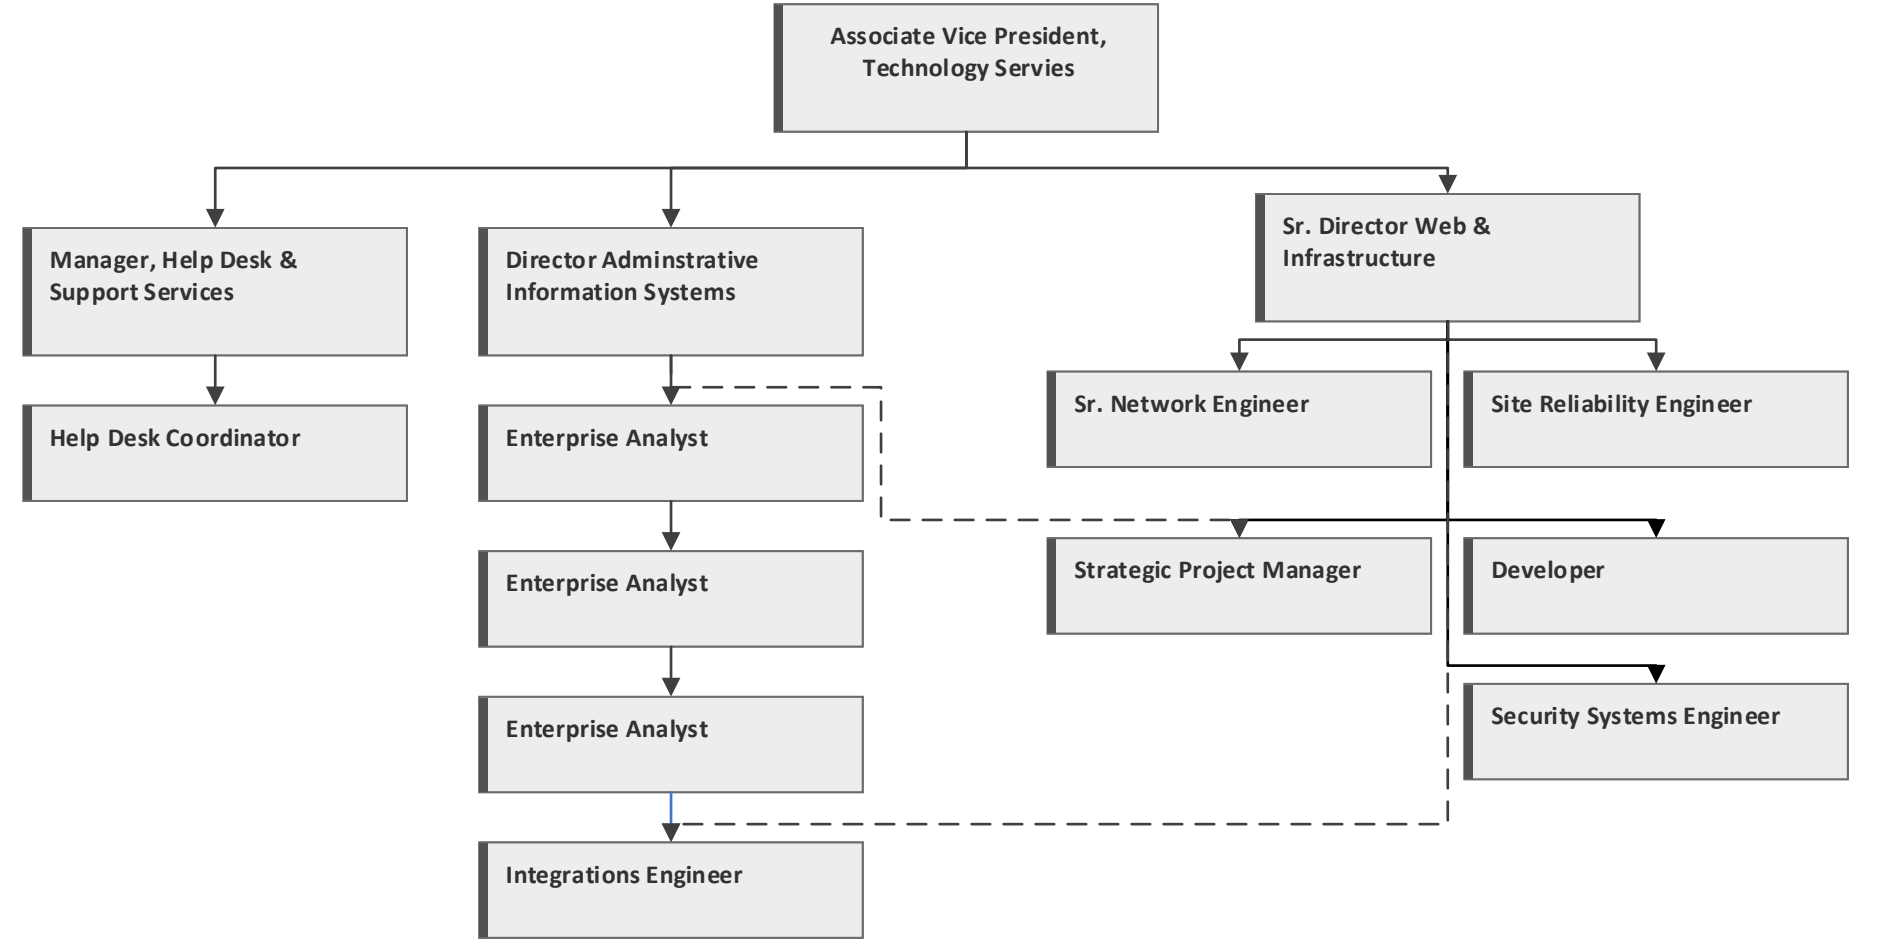 Associate Vice President,
Technology Servies
Manager, Help Desk &
Support Services
Director Adminstrative
Information Systems
Sr. Director Web &
Infrastructure
Help Desk Coordinator
Enterprise Analyst
Sr. Network Engineer
Site Reliability Engineer
Enterprise Analyst
Strategic Project Manager
Developer
Enterprise Analyst
Security Systems Engineer
Integrations Engineer